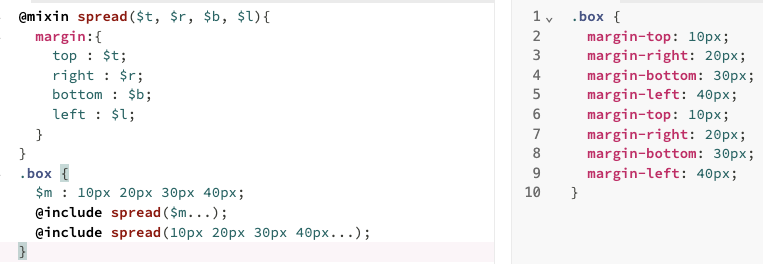 @mixin spread($t, $r, $b, $l){
margin:{
top : $t;
right : $r;
bottom : $b;
left : $l;
}
}
.box {
$m : 10px 20px 30px 40px;
@include spread($m...);
@include spread(10px 20px 30px 40px...);
}
1 .box {
2 margin-top: 10px;
3 margin-right: 20px;
4 margin-bottom: 30px;
5 margin-left: 40px;
6 margin-top: 10px;
7 margin-right: 20px;
8 margin-bottom: 30px;
9 margin-left: 40px;
10 }